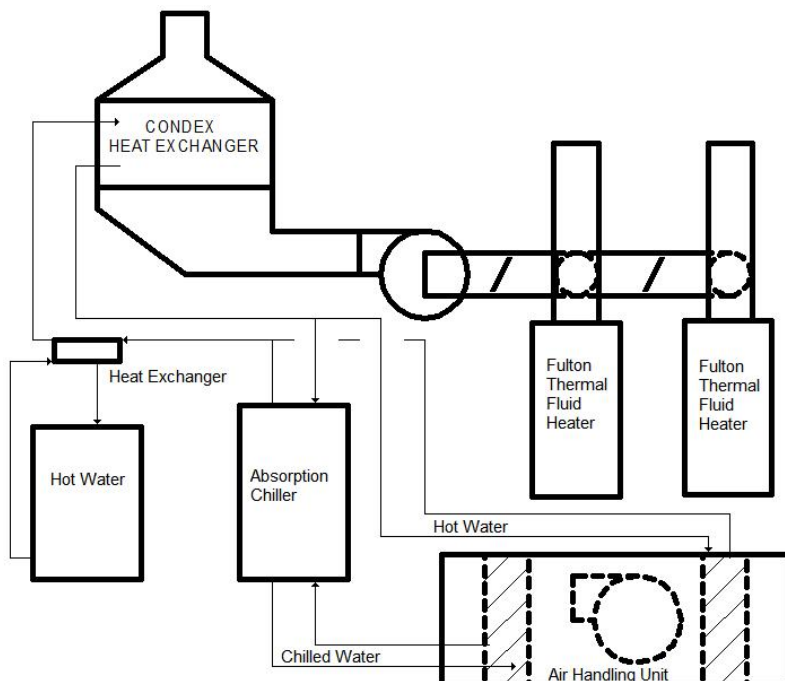 CONDEX
HEAT EXCHANGER
Fulton
Thermal
Fluid
Heater
Fulton
Thermal
Fluid
Heater
Heat Exchanger
Hot Water
Absorption
Chiller
Hot Water
Chilled Water
Air Handling Unit